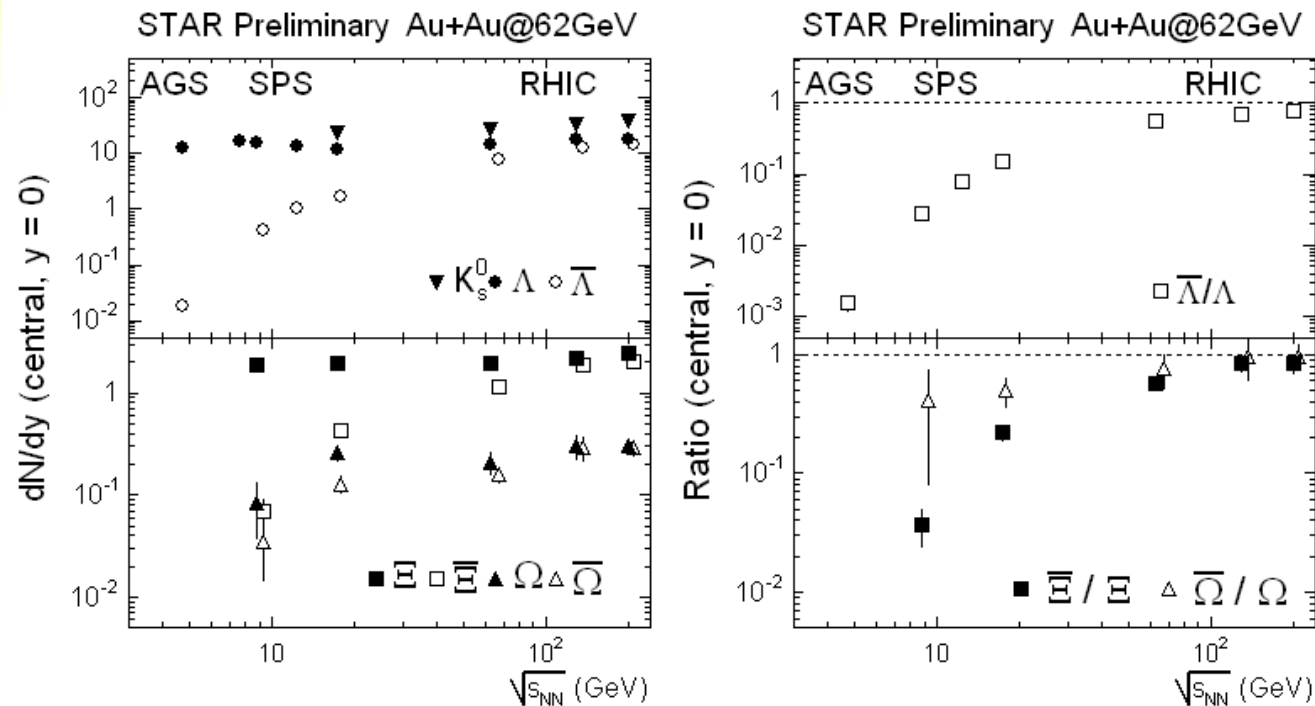 STAR Preliminary Au+Au@62GeV
AGS SPS RHIC
dN/dy (central, y = 0)
10²
10
1
10⁻¹
10⁻²
▼ K⁰ₛ ● Λ ○ Λ̅
1
10⁻¹
10⁻²
■ Ξ □ Ξ̅ ▲ Ω △ Ω̅
10 10²
√sNN (GeV)
STAR Preliminary Au+Au@62GeV
AGS SPS RHIC
Ratio (central, y = 0)
1
10⁻¹
10⁻²
10⁻³
□ Λ̅/Λ
1
10⁻¹
10⁻²
■ Ξ̅ / Ξ △ Ω̅ / Ω
10 10²
√sNN (GeV)